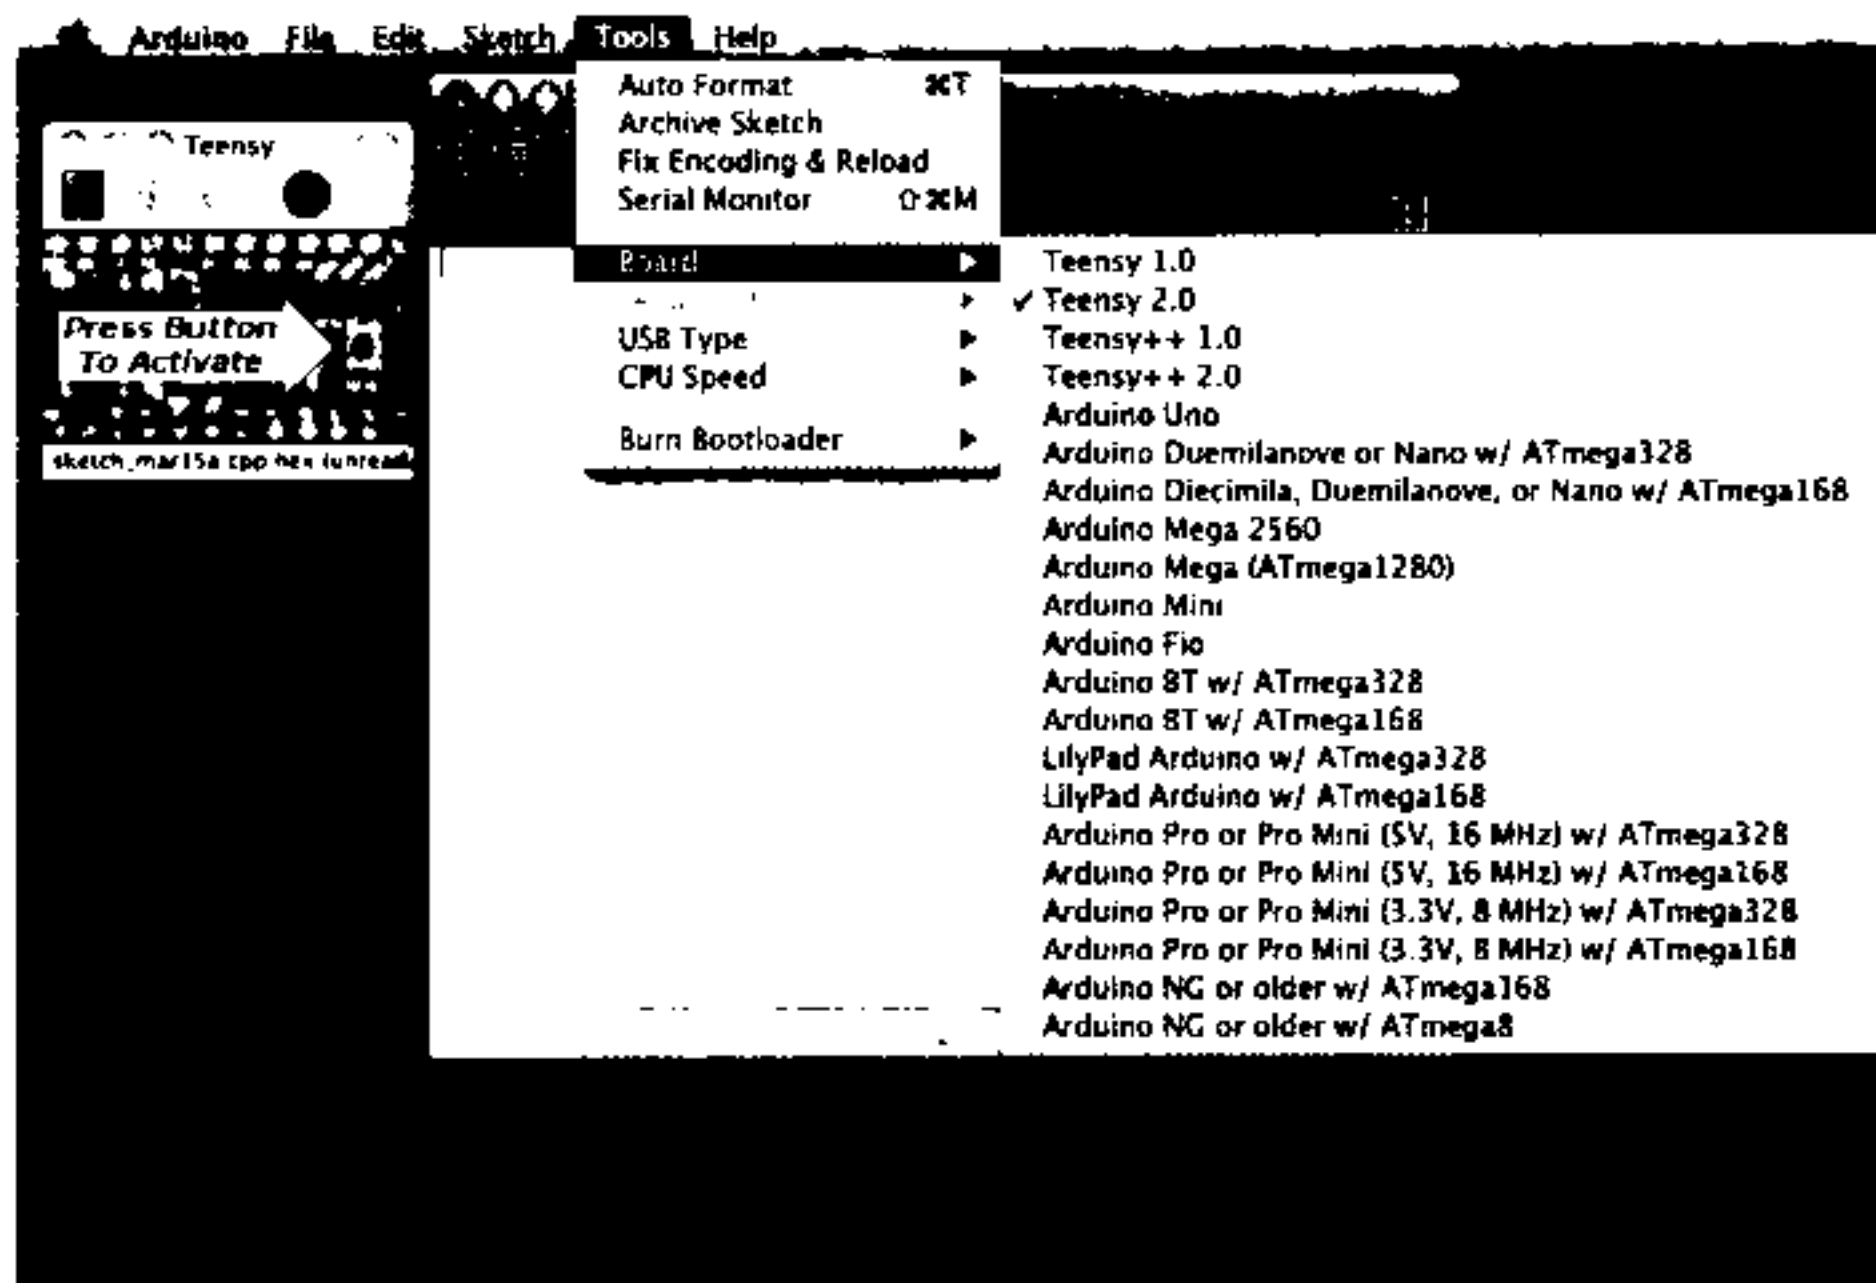 Arduino File Edit Sketch Tools Help
Auto Format ⌘T
Archive Sketch
Fix Encoding & Reload
Serial Monitor ⇧⌘M
Board
USB Type
CPU Speed
Burn Bootloader
Teensy
Press Button
To Activate
sketch_mar15a cpp hex (unread
Teensy 1.0
✓ Teensy 2.0
Teensy++ 1.0
Teensy++ 2.0
Arduino Uno
Arduino Duemilanove or Nano w/ ATmega328
Arduino Diecimila, Duemilanove, or Nano w/ ATmega168
Arduino Mega 2560
Arduino Mega (ATmega1280)
Arduino Mini
Arduino Fio
Arduino BT w/ ATmega328
Arduino BT w/ ATmega168
LilyPad Arduino w/ ATmega328
LilyPad Arduino w/ ATmega168
Arduino Pro or Pro Mini (5V, 16 MHz) w/ ATmega328
Arduino Pro or Pro Mini (5V, 16 MHz) w/ ATmega168
Arduino Pro or Pro Mini (3.3V, 8 MHz) w/ ATmega328
Arduino Pro or Pro Mini (3.3V, 8 MHz) w/ ATmega168
Arduino NG or older w/ ATmega168
Arduino NG or older w/ ATmega8